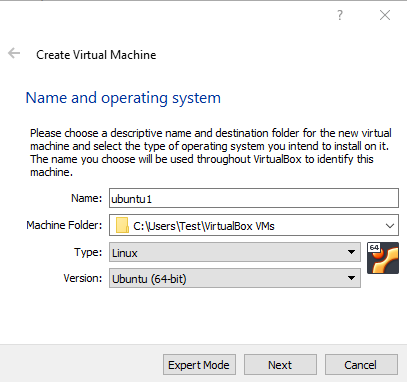 ?
Create Virtual Machine
Name and operating system
Please choose a descriptive name and destination folder for the new virtual
machine and select the type of operating system you intend to install on it.
The name you choose will be used throughout VirtualBox to identify this
machine.
Name: ubuntu1
Machine Folder: C:\Users\Test\VirtualBox VMs
Type: Linux
64
Version: Ubuntu (64-bit)
Expert Mode Next Cancel